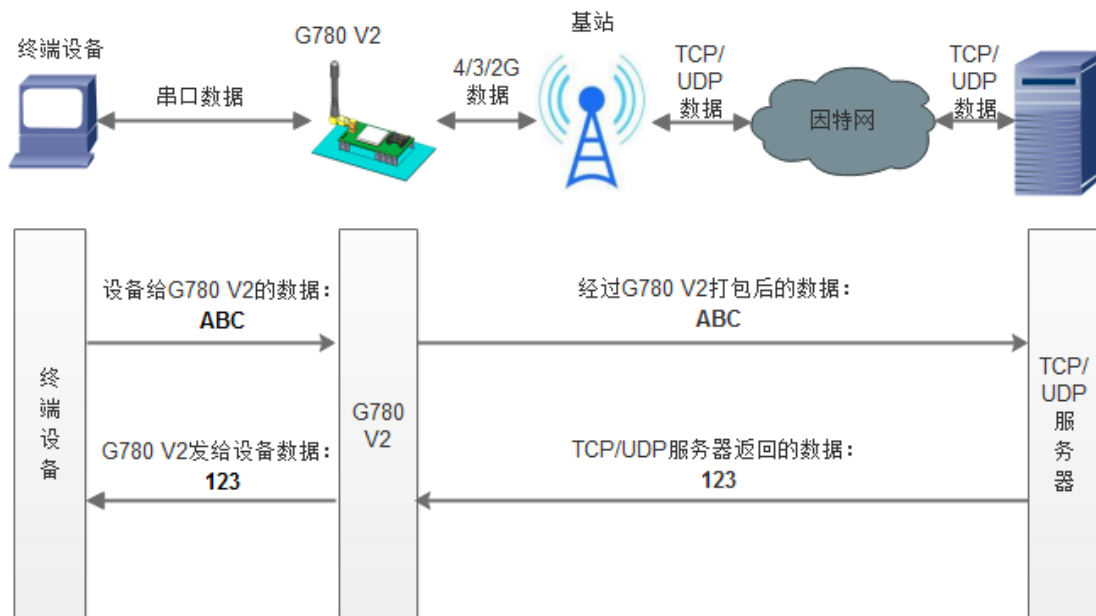 基站
G780 V2
终端设备
串口数据
4/3/2G
数据
TCP/
UDP
数据
因特网
TCP/
UDP
数据
设备给G780 V2的数据：
ABC
经过G780 V2打包后的数据：
ABC
终
端
设
备
G780
V2
TCP/
UDP
服
务
器
G780 V2发给设备数据：
123
TCP/UDP服务器返回的数据：
123